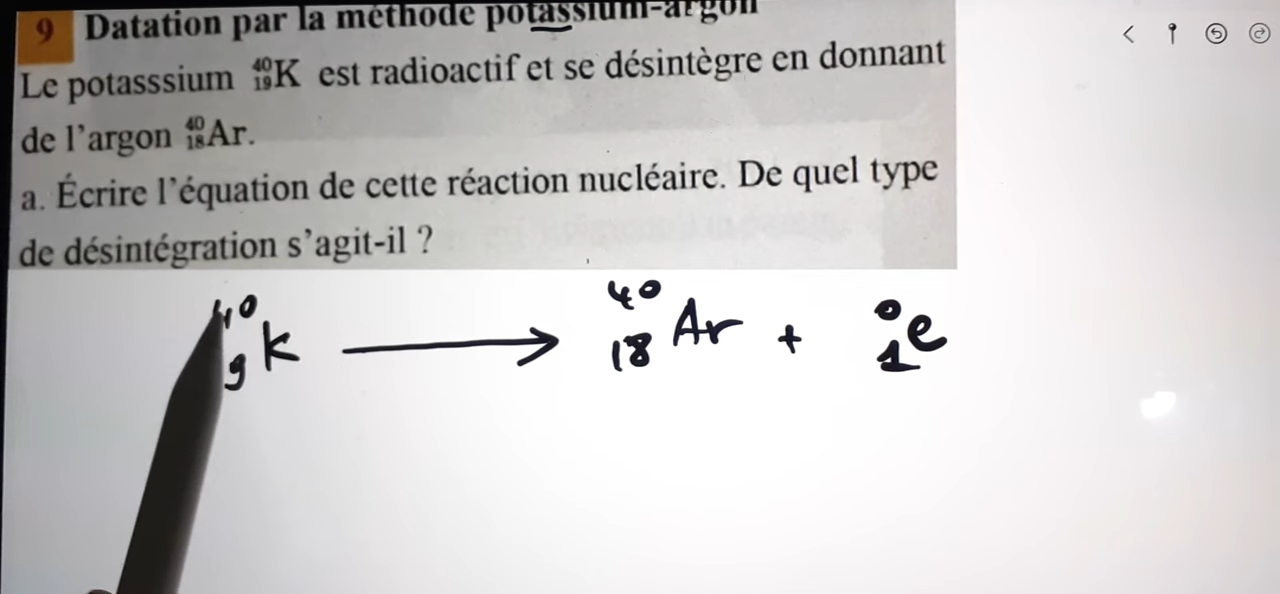 9 Datation par la méthode potassium-argon
Le potasssium ⁴⁰₁₉K est radioactif et se désintègre en donnant
de l'argon ⁴⁰₁₈Ar.
a. Écrire l'équation de cette réaction nucléaire. De quel type
de désintégration s'agit-il ?
⁴⁰₉K ⟶ ⁴⁰₁₈Ar + ⁰₁e